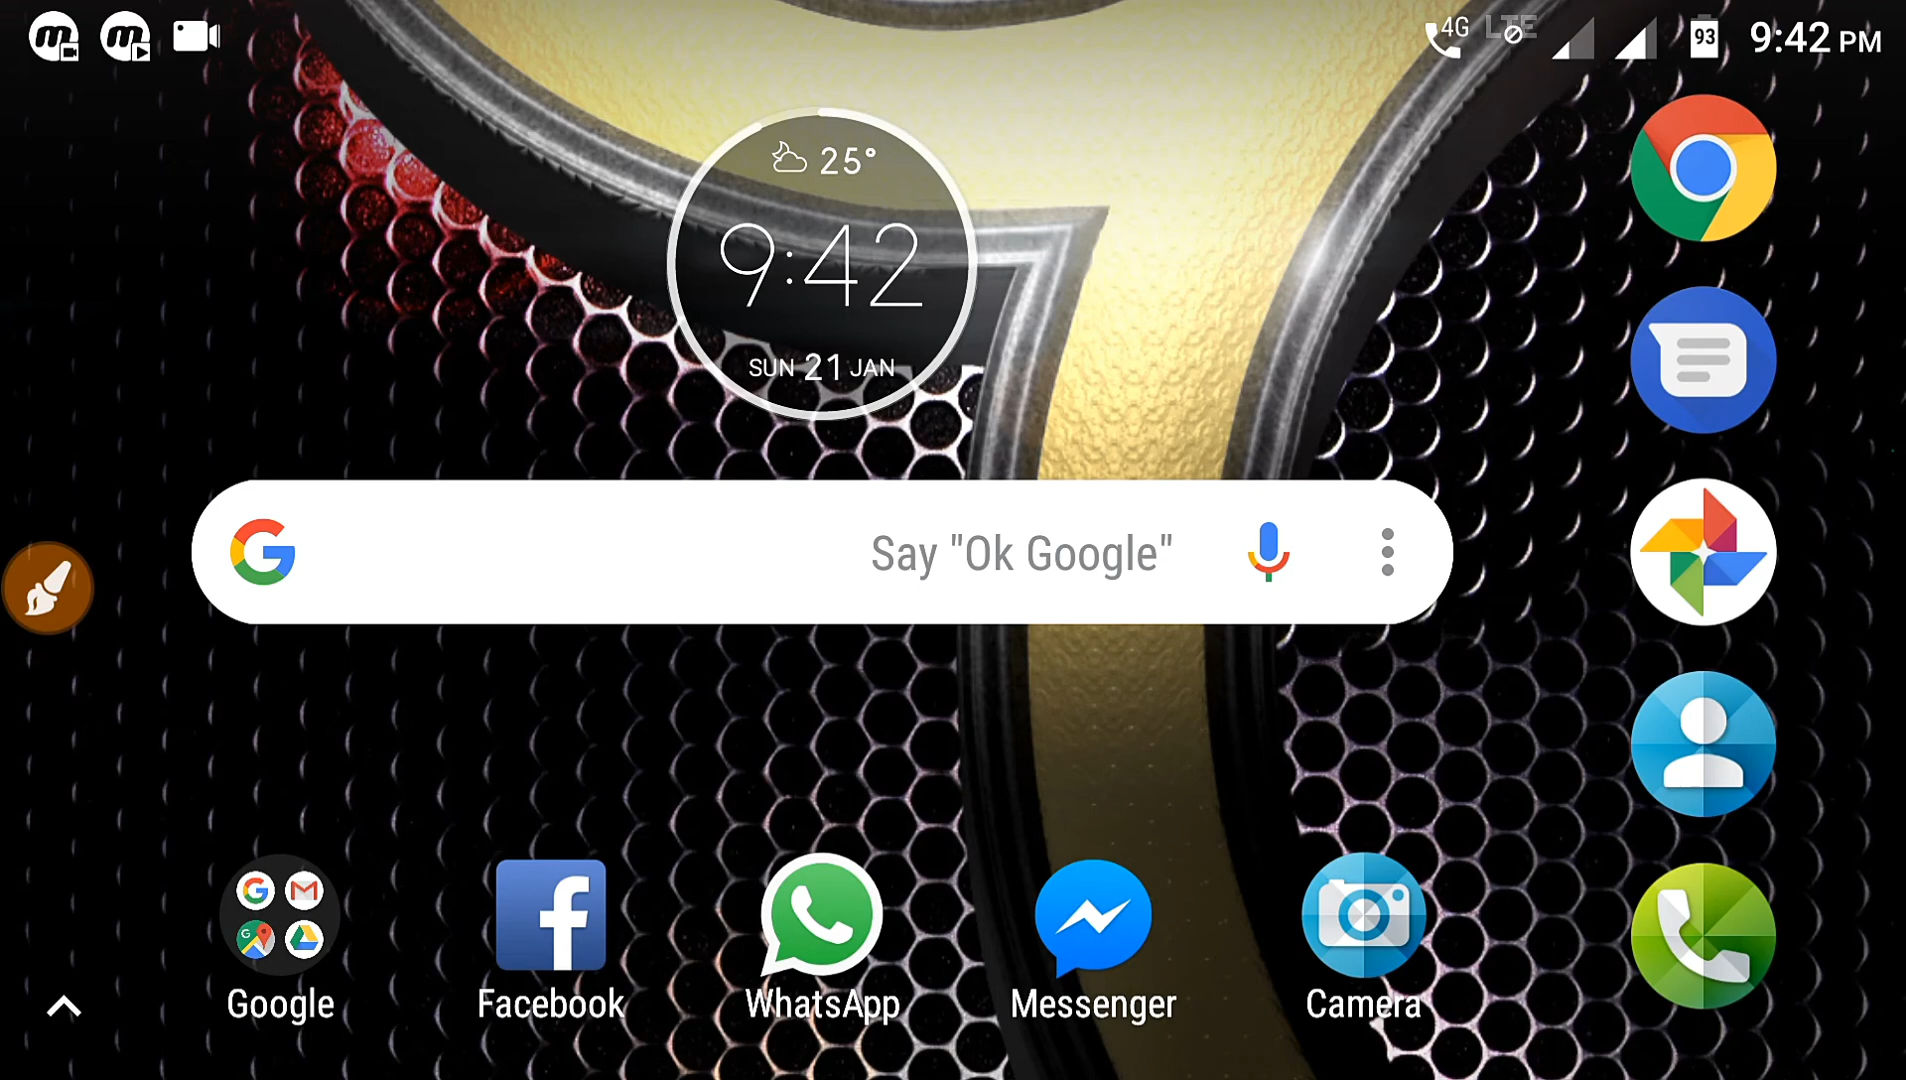 4G LTE 93 9:42 PM
25°
9:42
SUN 21 JAN
Say "Ok Google"
Google Facebook WhatsApp Messenger Camera